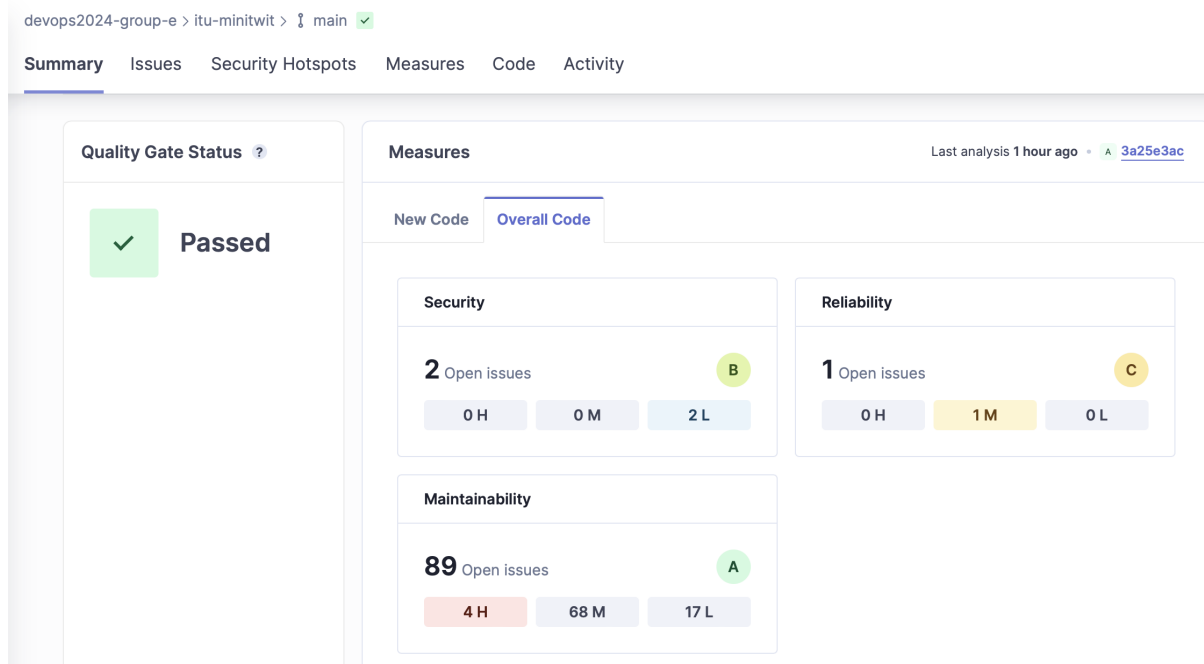 devops2024-group-e > itu-minitwit > main
Summary Issues Security Hotspots Measures Code Activity
Quality Gate Status ?
Passed
Measures
Last analysis 1 hour ago • A 3a25e3ac
New Code Overall Code
Security
2 Open issues B
0 H 0 M 2 L
Reliability
1 Open issues C
0 H 1 M 0 L
Maintainability
89 Open issues A
4 H 68 M 17 L